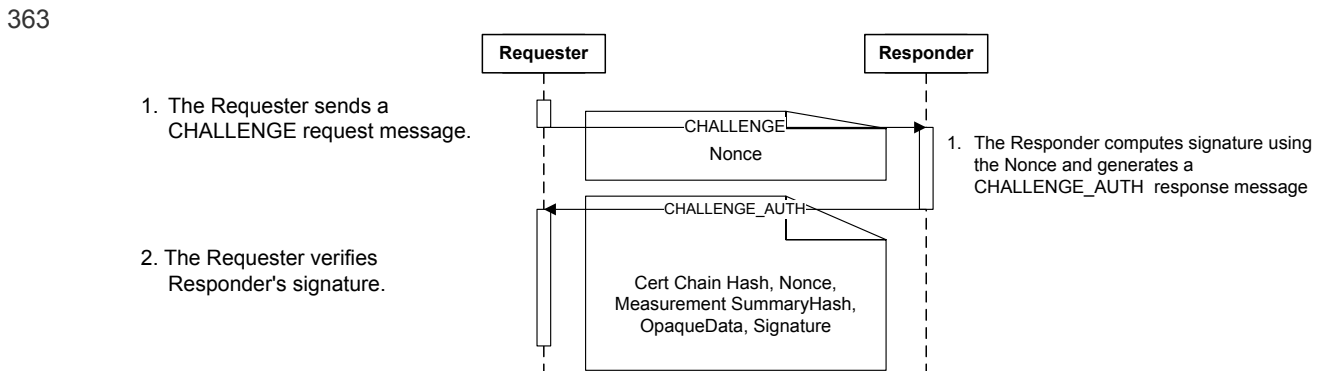 363
Requester
Responder
1. The Requester sends a
CHALLENGE request message.
CHALLENGE
Nonce
1. The Responder computes signature using
the Nonce and generates a
CHALLENGE_AUTH response message
CHALLENGE_AUTH
2. The Requester verifies
Responder's signature.
Cert Chain Hash, Nonce,
Measurement SummaryHash,
OpaqueData, Signature